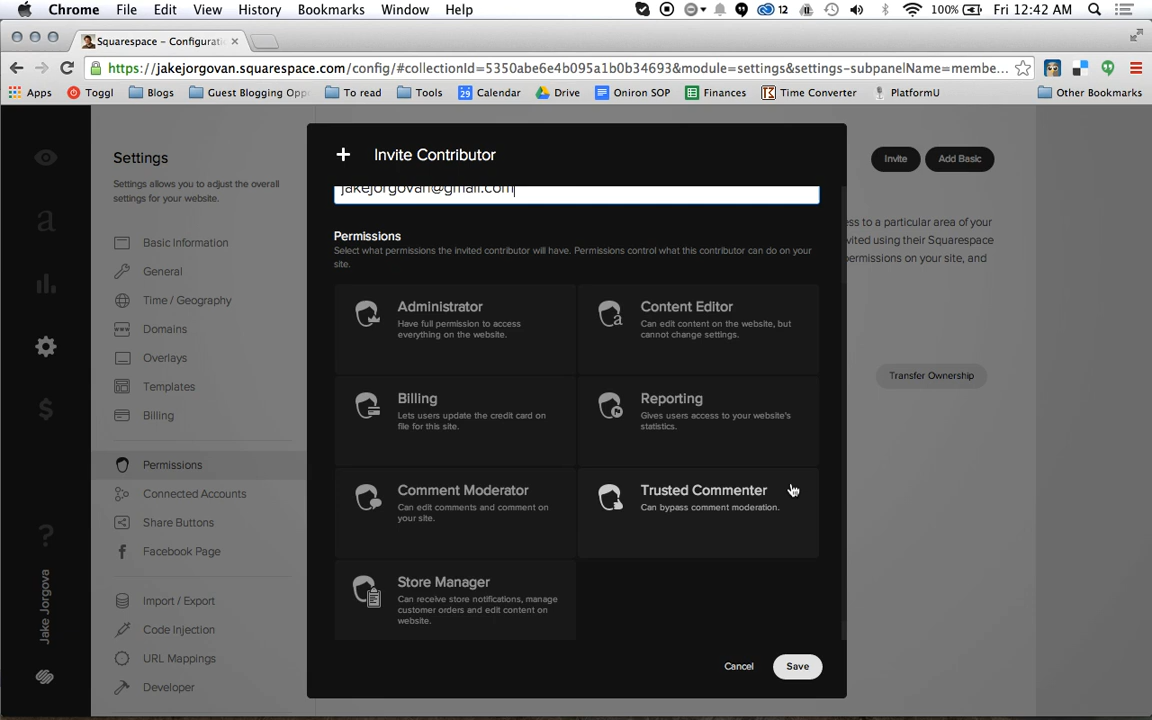 Chrome File Edit View History Bookmarks Window Help 12 100% Fri 12:42 AM
Squarespace - Configurati
https://jakejorgovan.squarespace.com/config/#collectionId=5350abe6e4b095a1b0b34693&module=settings&settings-subpanelName=membe...
Apps Toggl Blogs Guest Blogging Oppo To read Tools 29 Calendar Drive Oniron SOP Finances Time Converter PlatformU Other Bookmarks
Settings
Settings allows you to adjust the overall
settings for your website.
Basic Information
General
Time / Geography
Domains
Overlays
Templates
Billing
Permissions
Connected Accounts
Share Buttons
Facebook Page
Import / Export
Code Injection
URL Mappings
Developer
Jake Jorgova
Invite Contributor
jakejorgovan@gmail.com
Permissions
Select what permissions the invited contributor will have. Permissions control what this contributor can do on your
site.
Administrator
Have full permission to access
everything on the website.
Content Editor
Can edit content on the website, but
cannot change settings.
Billing
Lets users update the credit card on
file for this site.
Reporting
Gives users access to your website's
statistics.
Comment Moderator
Can edit comments and comment on
your site.
Trusted Commenter
Can bypass comment moderation.
Store Manager
Can receive store notifications, manage
customer orders and edit content on
website.
Cancel Save
Invite Add Basic
ess to a particular area of your
vited using their Squarespace
ermissions on your site, and
Transfer Ownership